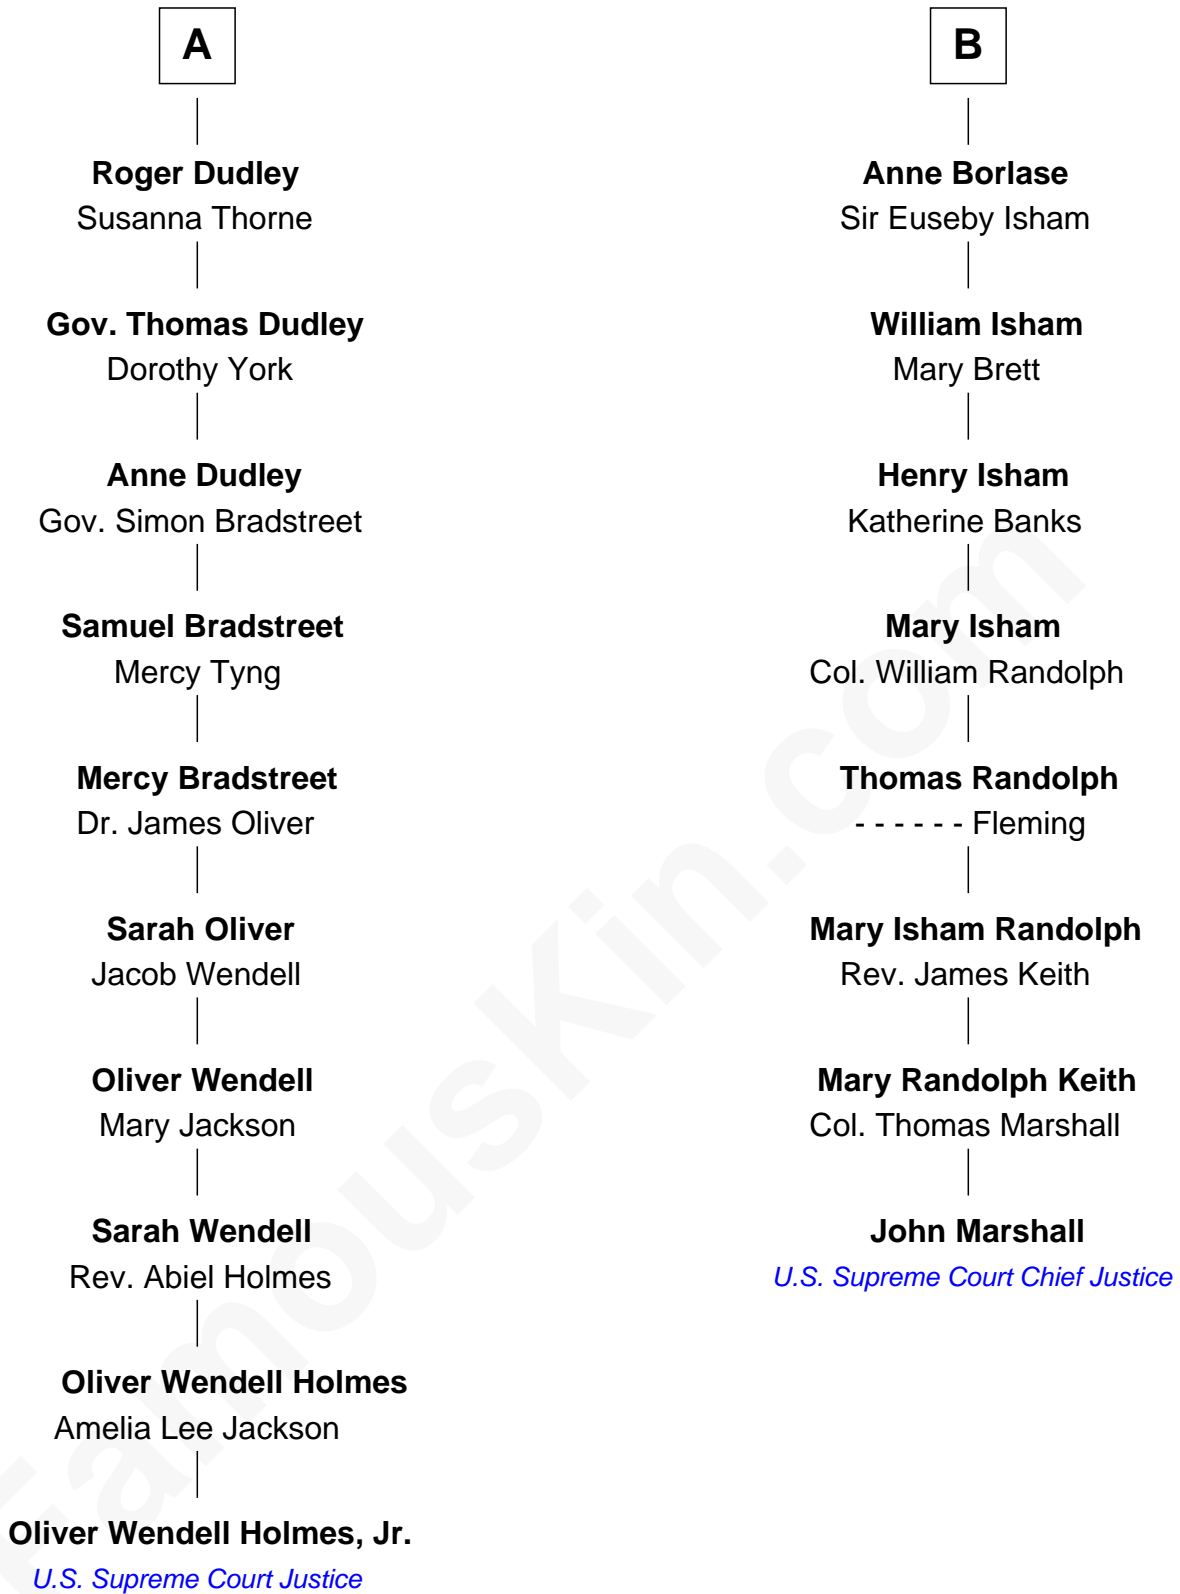 A
Roger Dudley
Susanna Thorne
Gov. Thomas Dudley
Dorothy York
Anne Dudley
Gov. Simon Bradstreet
Samuel Bradstreet
Mercy Tyng
Mercy Bradstreet
Dr. James Oliver
Sarah Oliver
Jacob Wendell
Oliver Wendell
Mary Jackson
Sarah Wendell
Rev. Abiel Holmes
Oliver Wendell Holmes
Amelia Lee Jackson
Oliver Wendell Holmes, Jr.
U.S. Supreme Court Justice
B
Anne Borlase
Sir Euseby Isham
William Isham
Mary Brett
Henry Isham
Katherine Banks
Mary Isham
Col. William Randolph
Thomas Randolph
- - - - - - Fleming
Mary Isham Randolph
Rev. James Keith
Mary Randolph Keith
Col. Thomas Marshall
John Marshall
U.S. Supreme Court Chief Justice
FamousKin.com